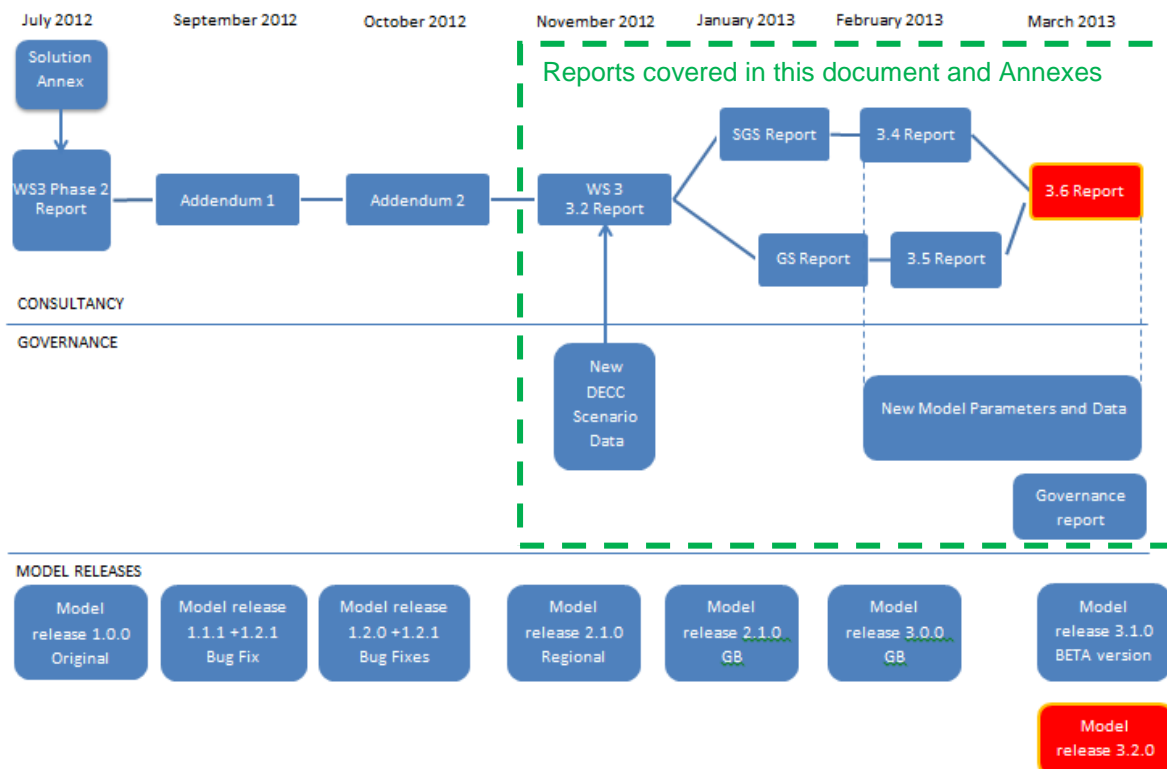 July 2012
September 2012
October 2012
November 2012
January 2013
February 2013
March 2013
Solution
Annex
Reports covered in this document and Annexes
SGS Report
3.4 Report
WS3 Phase 2
Report
Addendum 1
Addendum 2
WS 3
3.2 Report
3.6 Report
GS Report
3.5 Report
CONSULTANCY
GOVERNANCE
New
DECC
Scenario
Data
New Model Parameters and Data
Governance
report
MODEL RELEASES
Model
release 1.0.0
Original
Model release
1.1.1 +1.2.1
Bug Fix
Model release
1.2.0 +1.2.1
Bug Fixes
Model
release 2.1.0
Regional
Model
release 2.1.0
GB
Model
release 3.0.0
GB
Model
release 3.1.0
BETA version
Model
release 3.2.0